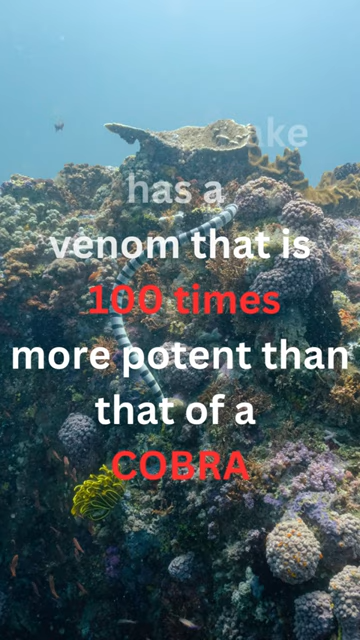 has a
venom that is
100 times
more potent than
that of a
COBRA